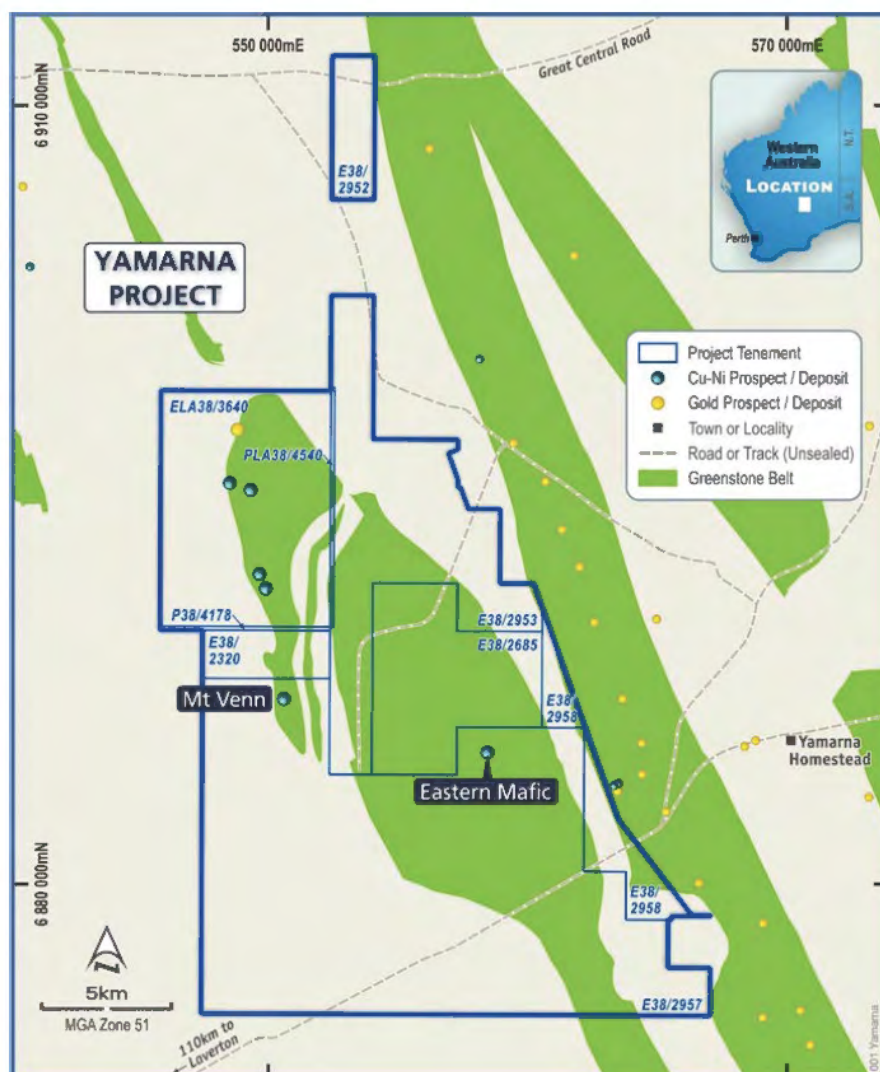 550 000mE
570 000mE
6 910 000mN
Great Central Road
E38/
2952
Western
Australia
LOCATION
N.T.
S.A.
Perth
YAMARNA
PROJECT
Project Tenement
Cu-Ni Prospect / Deposit
Gold Prospect / Deposit
Town or Locality
Road or Track (Unsealed)
Greenstone Belt
ELA38/3640
PLA38/4540
P38/4178
E38/
2320
E38/2953
E38/2685
E38/
2958
Mt Venn
Eastern Mafic
Yamarna
Homestead
6 880 000mN
E38/
2958
N
5km
MGA Zone 51
E38/2957
110km to
Laverton
001 Yamarna